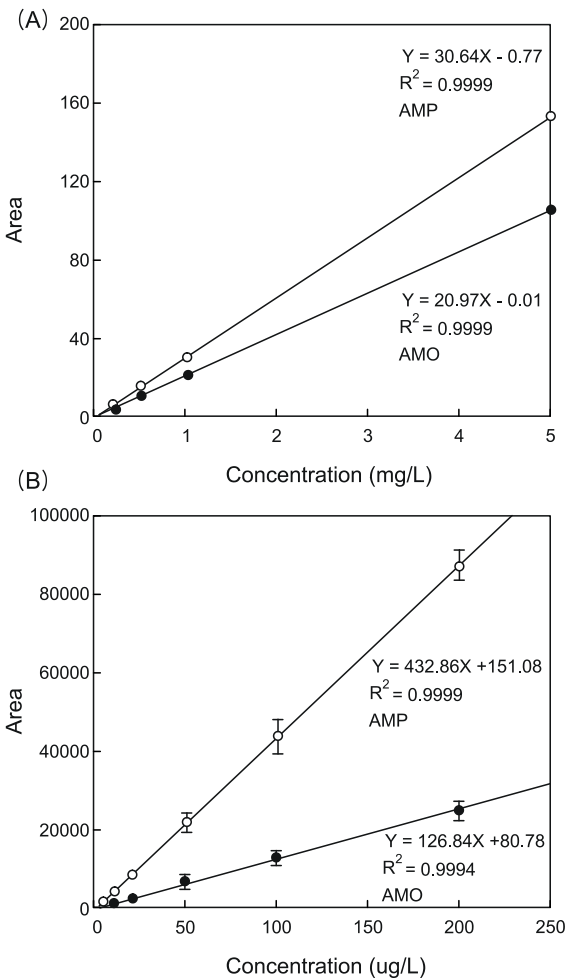 (A)
200
160
120
80
40
0
Area
Y = 30.64X - 0.77
R² = 0.9999
AMP
Y = 20.97X - 0.01
R² = 0.9999
AMO
0 1 2 3 4 5
Concentration (mg/L)
(B)
100000
80000
60000
40000
20000
0
Area
Y = 432.86X +151.08
R² = 0.9999
AMP
Y = 126.84X +80.78
R² = 0.9994
AMO
0 50 100 150 200 250
Concentration (ug/L)